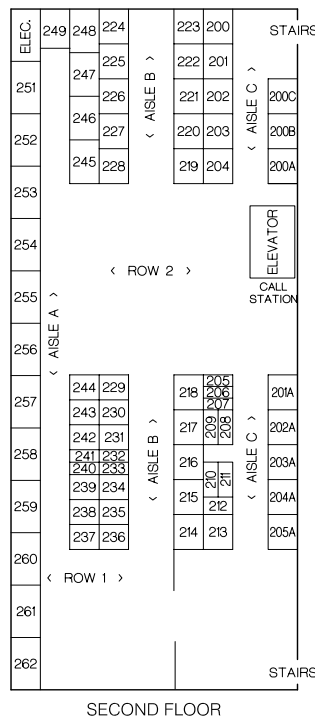 ELEC. 249 248 224 223 200 STAIRS
251 247 225 < AISLE B > 222 201 < AISLE C >
246 226 221 202 200C
252 227 220 203 200B
245 228 219 204 200A
253
254 ELEVATOR
< ROW 2 >
CALL
STATION
255
< AISLE A >
256
257 244 229 218 205 201A
206
207
243 230 < AISLE B > 217 209 208 < AISLE C > 202A
258 242 231 216 203A
241 232
240 233
239 234 215 210 211 204A
259 238 235 212
237 236 214 213 205A
260
< ROW 1 >
261
262 STAIRS
SECOND FLOOR